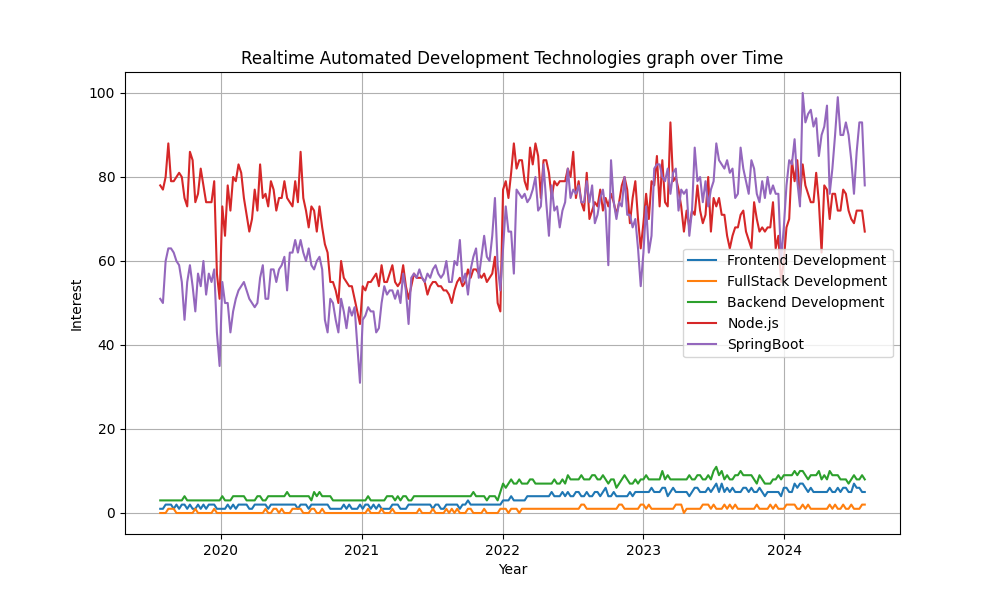 Realtime Automated Development Technologies graph over Time
100
80
60
40
20
0
Interest
Frontend Development
FullStack Development
Backend Development
Node.js
SpringBoot
2020
2021
2022
2023
2024
Year